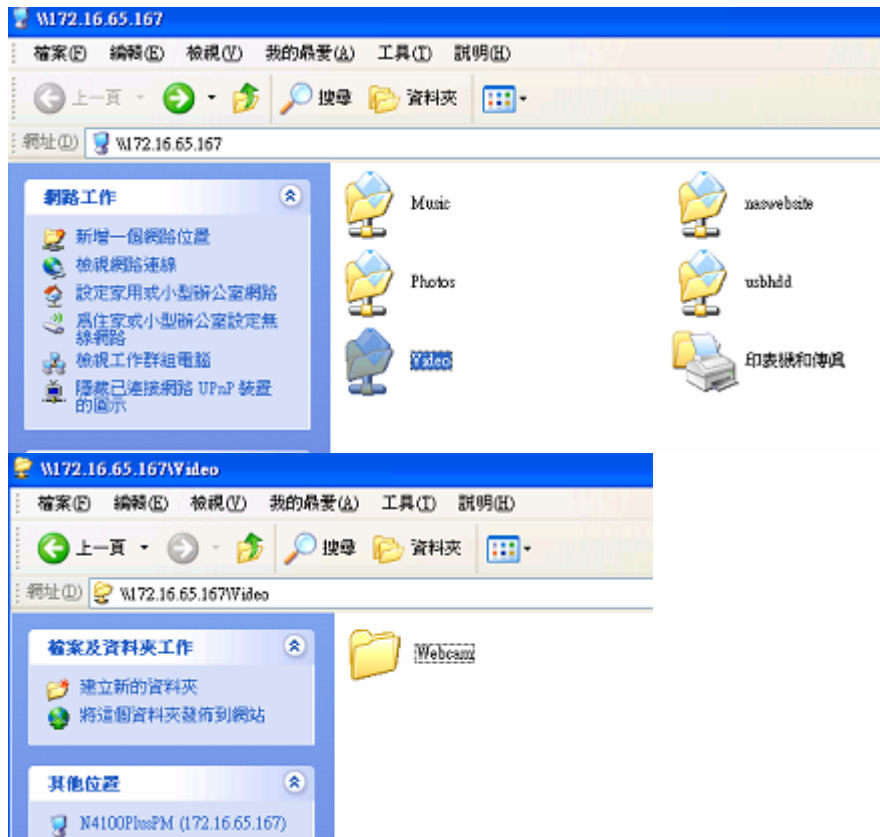 \\172.16.65.167
檔案(F) 編輯(E) 檢視(V) 我的最愛(A) 工具(T) 說明(H)
上一頁 搜尋 資料夾
網址(D) \\172.16.65.167
網路工作
新增一個網路位置
檢視網路連線
設定家用或小型辦公室網路
為住家或小型辦公室設定無
線網路
檢視工作群組電腦
隱藏已連接網路 UPnP 裝置
的圖示
Music
naswebsite
Photos
usbhdd
Video
印表機和傳真
\\172.16.65.167\Video
檔案(F) 編輯(E) 檢視(V) 我的最愛(A) 工具(T) 說明(H)
上一頁 搜尋 資料夾
網址(D) \\172.16.65.167\Video
檔案及資料夾工作
建立新的資料夾
將這個資料夾發佈到網站
其他位置
N4100PlusPM (172.16.65.167)
Webcam